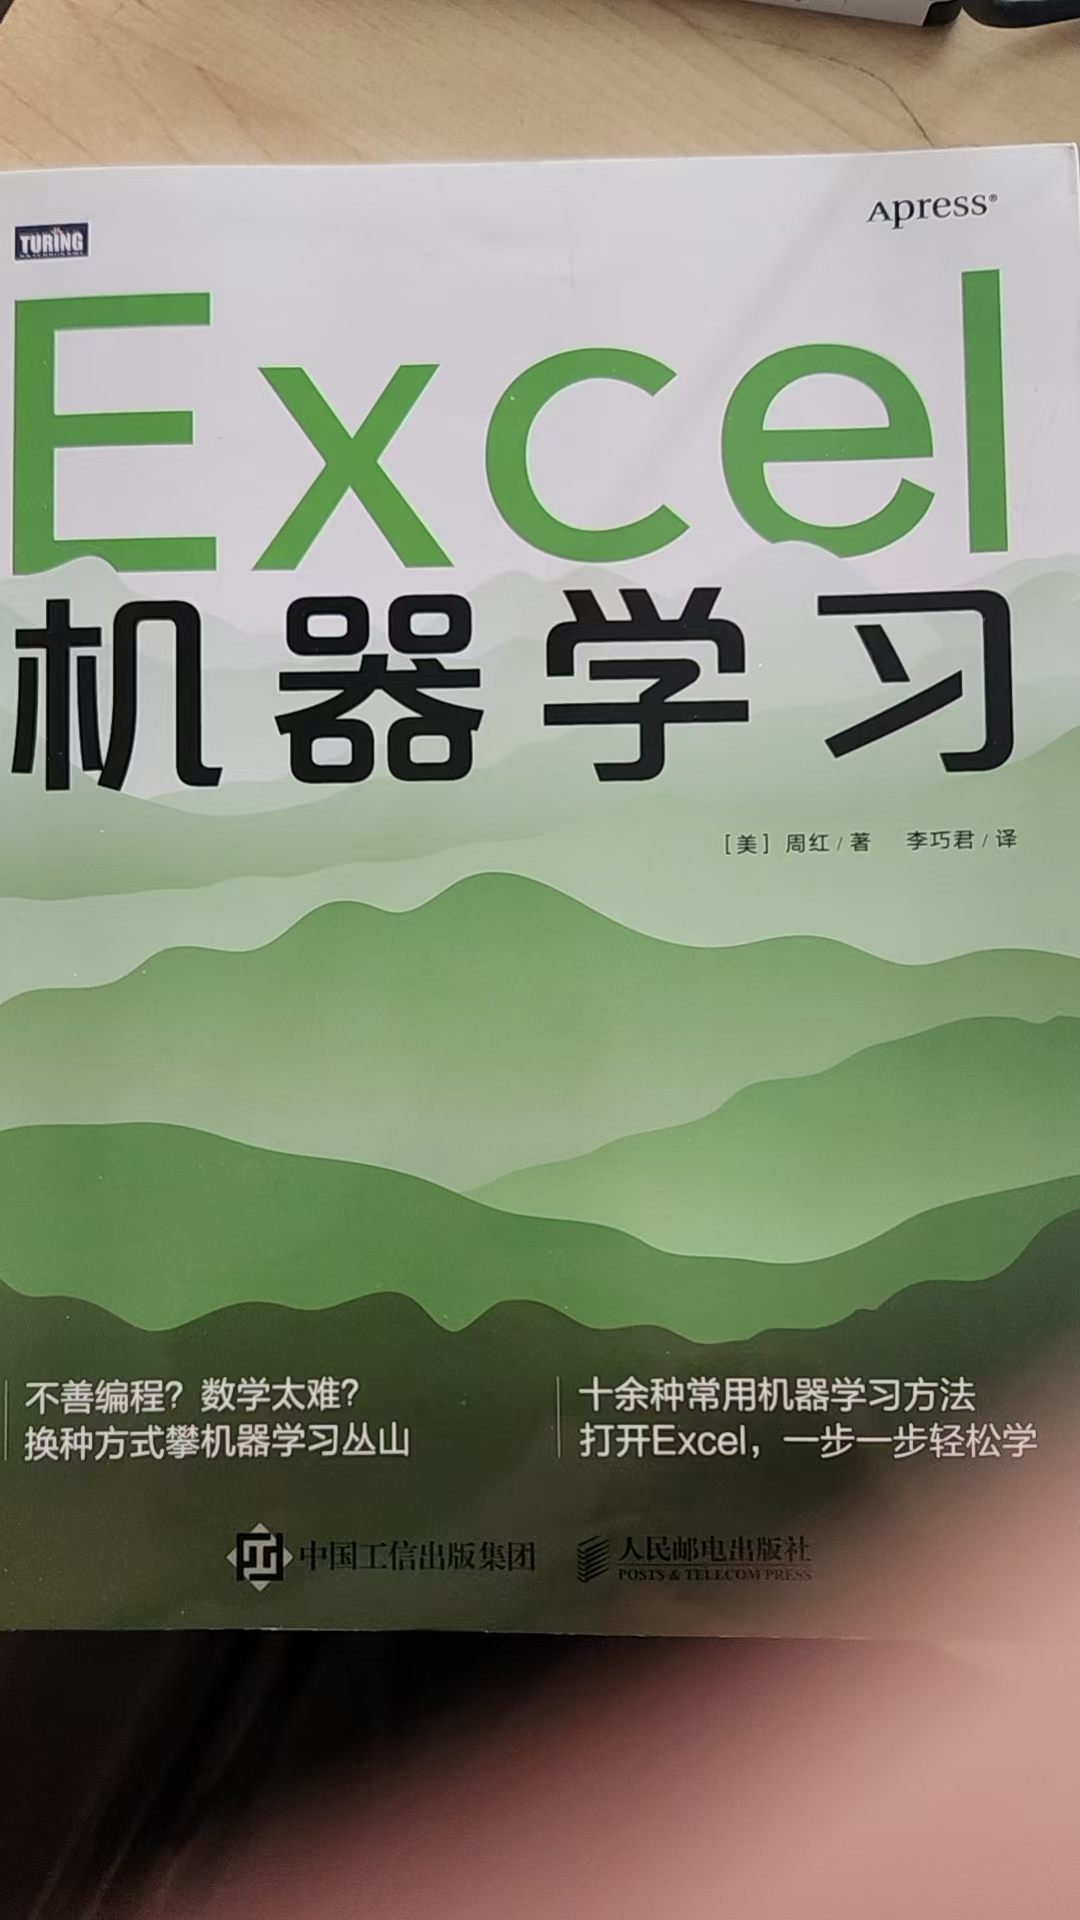 TURING
Apress®
Excel
机器学习
[美] 周红 / 著 李巧君 / 译
不善编程？数学太难？
换种方式攀机器学习丛山
十余种常用机器学习方法
打开Excel，一步一步轻松学
中国工信出版集团
人民邮电出版社
POSTS & TELECOM PRESS